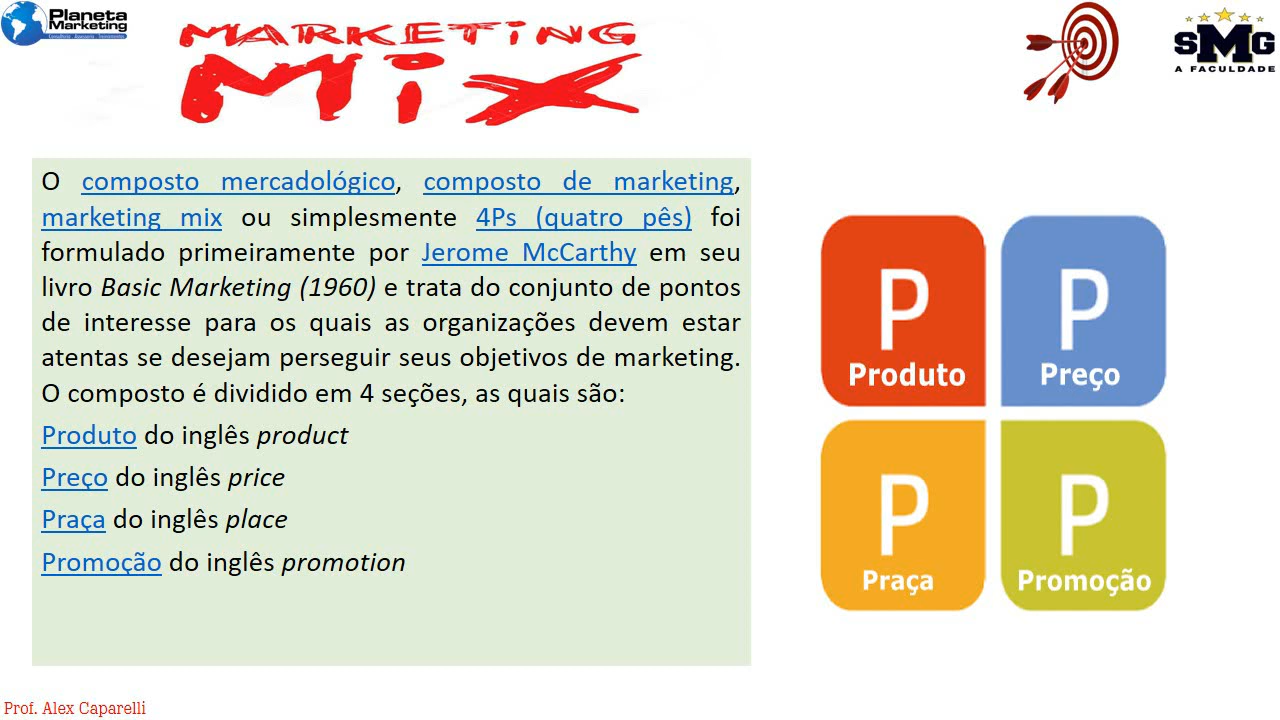 Planeta
Marketing
MARKETING
MiX
SMG
A FACULDADE
O composto mercadológico, composto de marketing,
marketing mix ou simplesmente 4Ps (quatro pês) foi
formulado primeiramente por Jerome McCarthy em seu
livro Basic Marketing (1960) e trata do conjunto de pontos
de interesse para os quais as organizações devem estar
atentas se desejam perseguir seus objetivos de marketing.
O composto é dividido em 4 seções, as quais são:
Produto do inglês product
Preço do inglês price
Praça do inglês place
Promoção do inglês promotion
P
Produto
P
Preço
P
Praça
P
Promoção
Prof. Alex Caparelli